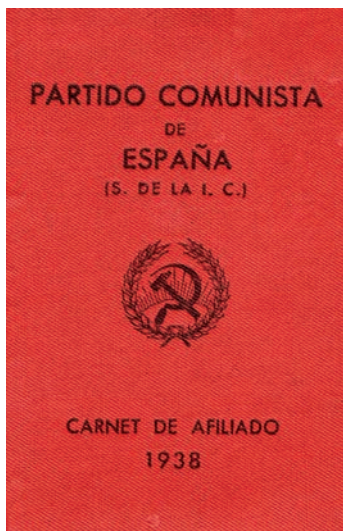 PARTIDO COMUNISTA
DE
ESPAÑA
(S. DE LA I. C.)
CARNET DE AFILIADO
1938